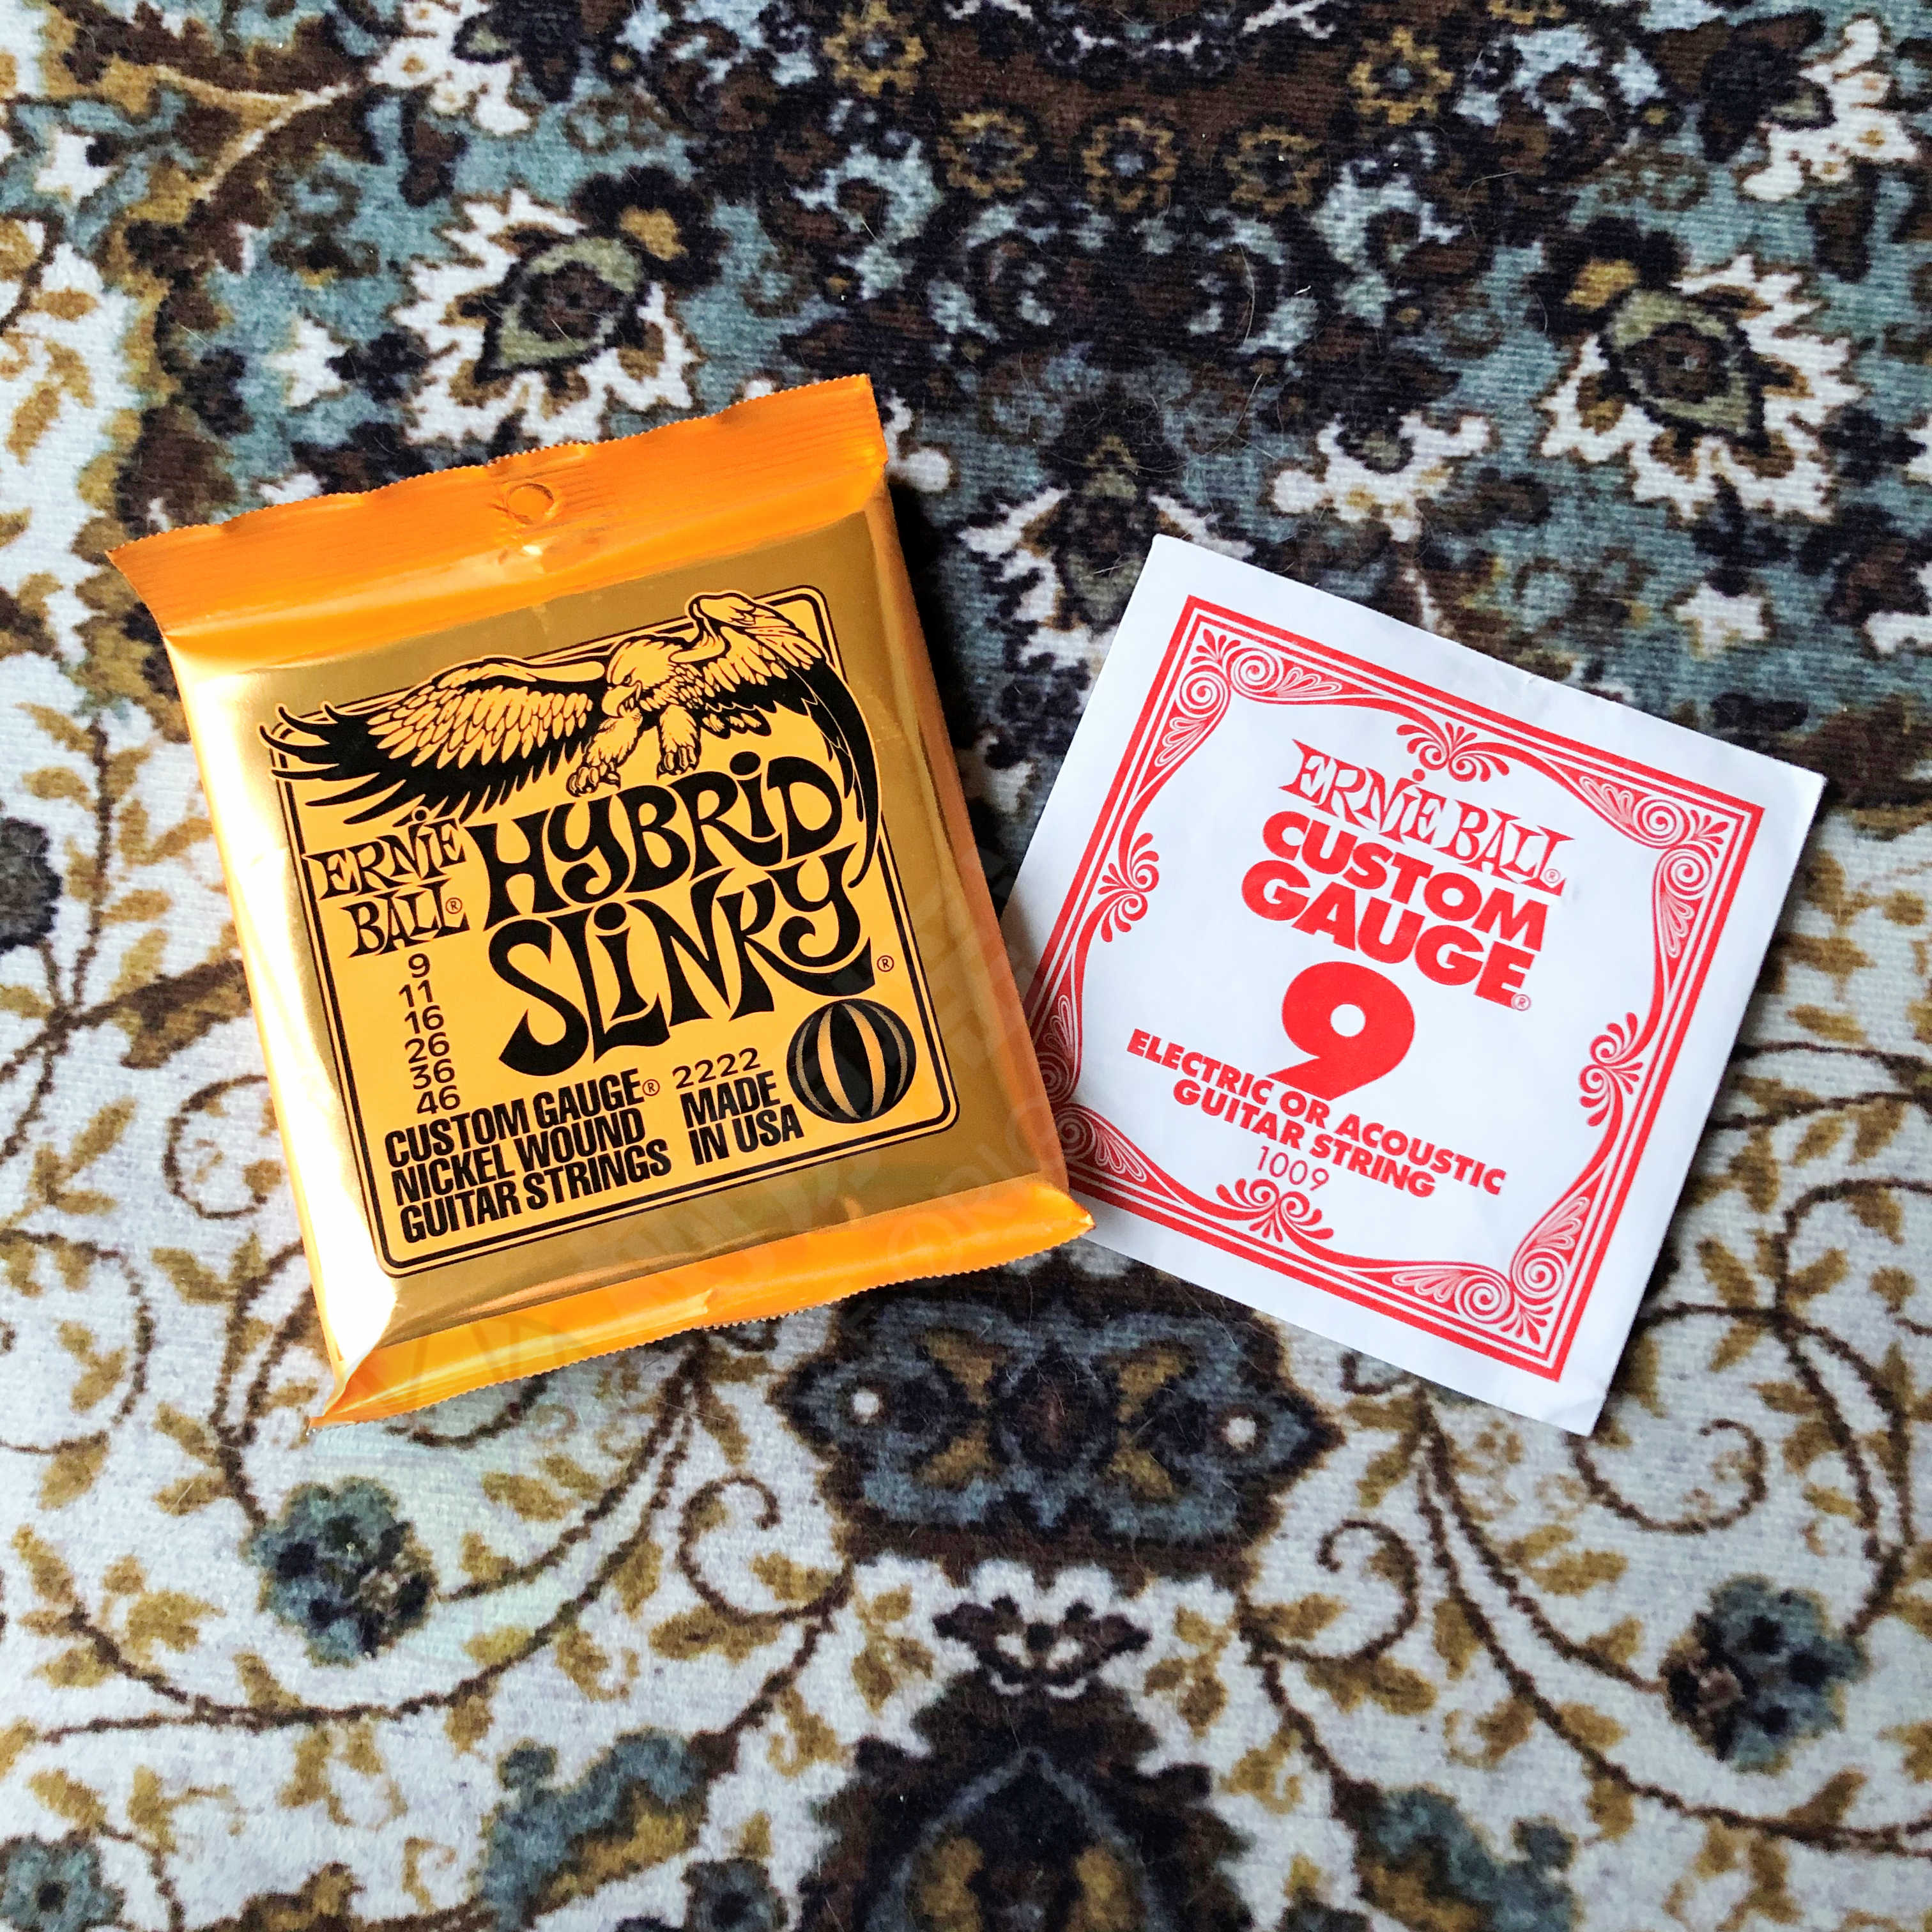 ERNiE
BALL®
HYBRiD
SLiNKY®
9
11
16
26
36
46
CUSTOM GAUGE®
NICKEL WOUND
GUITAR STRINGS
2222
MADE
IN USA
ERNiE BALL®
CUSTOM
GAUGE®
9
ELECTRIC OR ACOUSTIC
GUITAR STRING
1009